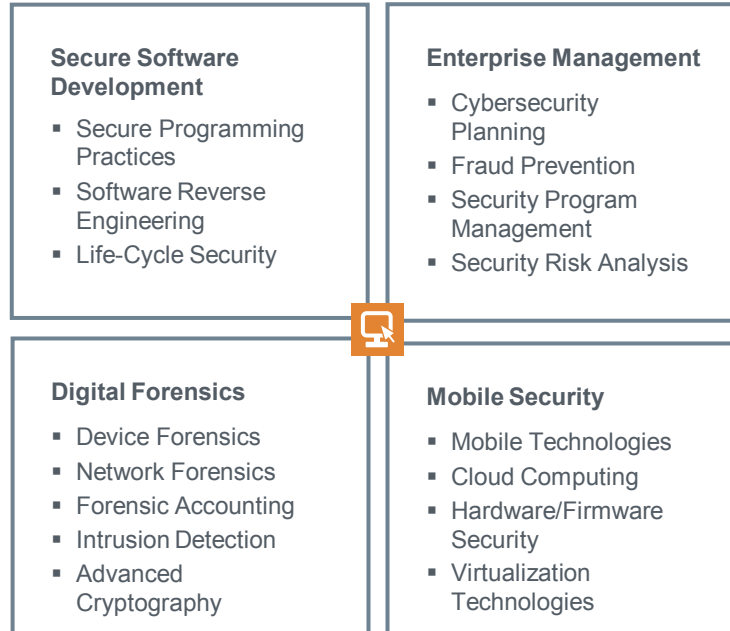 Secure Software
Development
▪ Secure Programming
Practices
▪ Software Reverse
Engineering
▪ Life-Cycle Security
Enterprise Management
▪ Cybersecurity
Planning
▪ Fraud Prevention
▪ Security Program
Management
▪ Security Risk Analysis
Digital Forensics
▪ Device Forensics
▪ Network Forensics
▪ Forensic Accounting
▪ Intrusion Detection
▪ Advanced
Cryptography
Mobile Security
▪ Mobile Technologies
▪ Cloud Computing
▪ Hardware/Firmware
Security
▪ Virtualization
Technologies